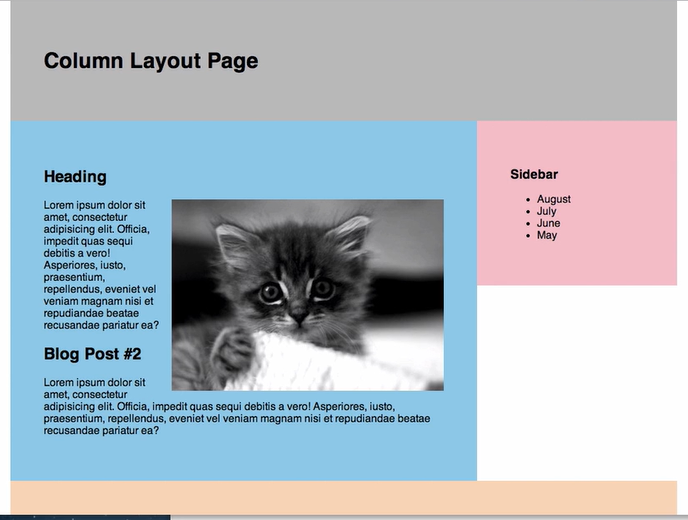 Column Layout Page
Heading
Lorem ipsum dolor sit
amet, consectetur
adipisicing elit. Officia,
impedit quas sequi
debitis a vero!
Asperiores, iusto,
praesentium,
repellendus, eveniet vel
veniam magnam nisi et
repudiandae beatae
recusandae pariatur ea?
Blog Post #2
Lorem ipsum dolor sit
amet, consectetur
adipisicing elit. Officia, impedit quas sequi debitis a vero! Asperiores, iusto,
praesentium, repellendus, eveniet vel veniam magnam nisi et repudiandae beatae
recusandae pariatur ea?
Sidebar
• August
• July
• June
• May